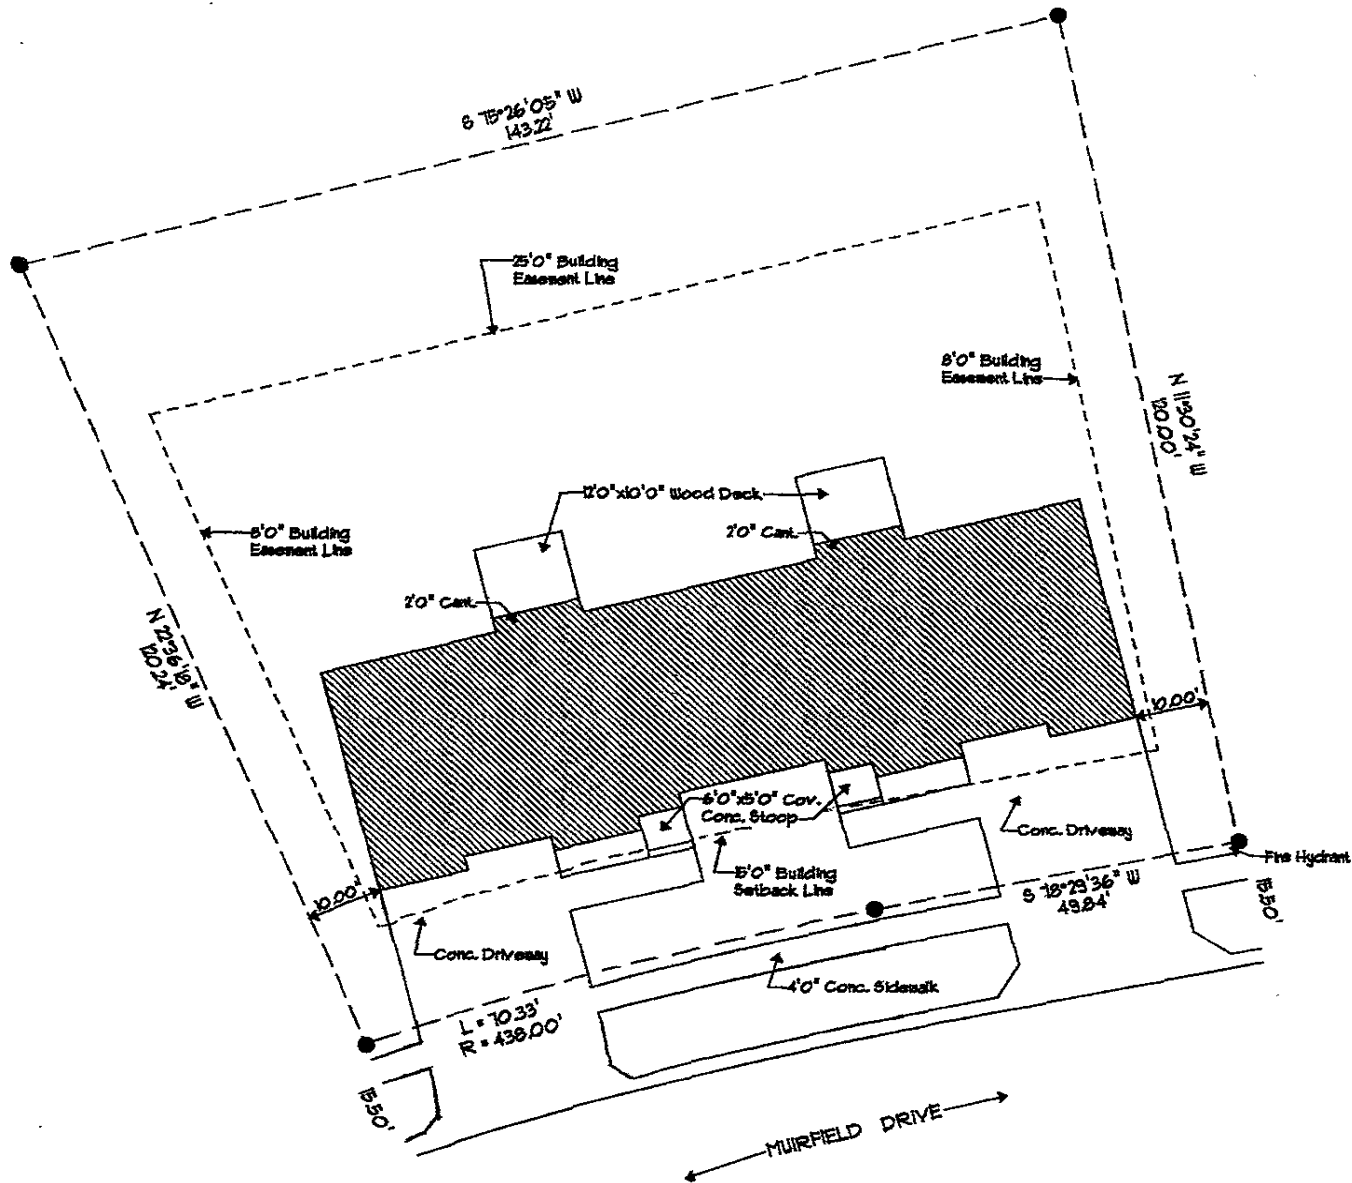 S 75°26'05" W
143.22'
25'0" Building
Easement Line
8'0" Building
Easement Line
N 11°30'24" W
120.00'
12'0"x10'0" Wood Deck
2'0" Cant.
8'0" Building
Easement Line
2'0" Cant.
N 22°36'18" W
120.24'
10.00'
6'0"x5'0" Cov.
Conc. Stoop
Conc. Driveway
Fire Hydrant
15'0" Building
Setback Line
10.00'
S 78°29'36" W
49.84'
15.50'
Conc. Driveway
4'0" Conc. Sidewalk
L = 70.33'
R = 438.00'
15.50'
MUIRFIELD DRIVE